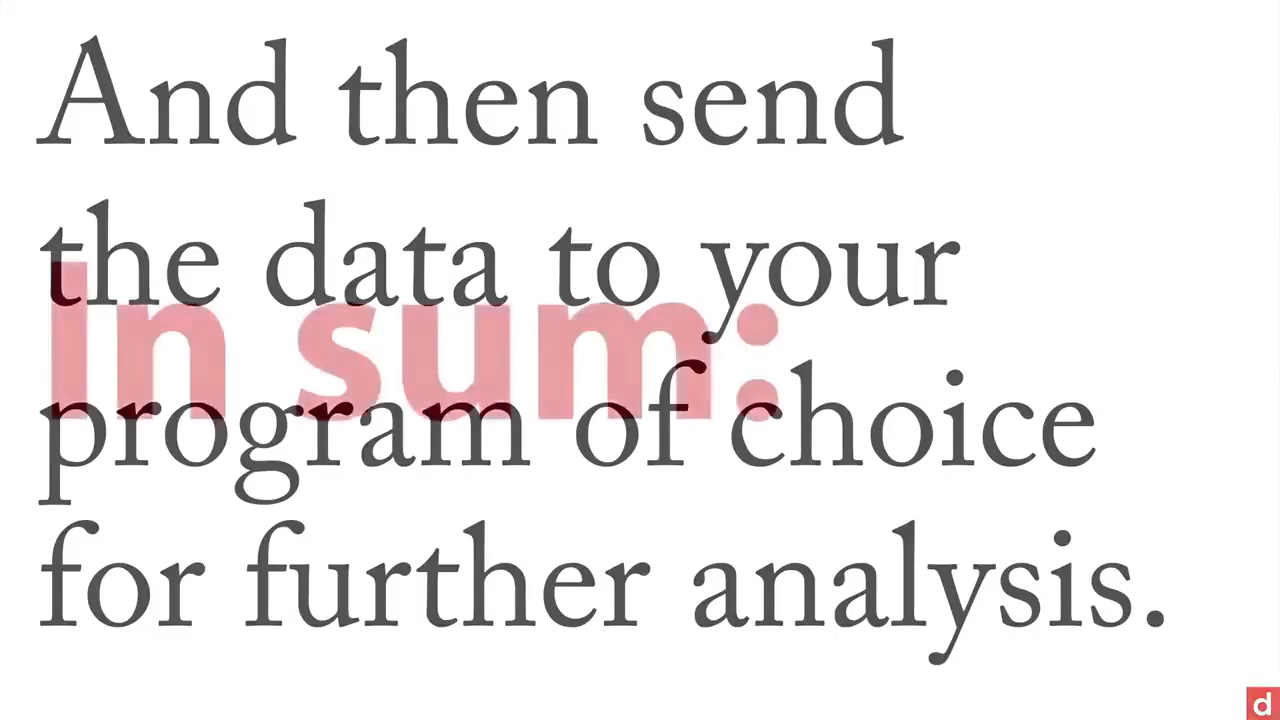 And then send
the data to your
In sum:
program of choice
for further analysis.
d